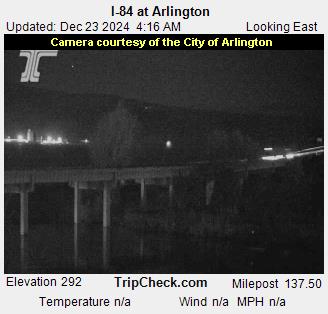 I-84 at Arlington
Updated: Dec 23 2024 4:16 AM Looking East
Camera courtesy of the City of Arlington
Elevation 292 TripCheck.com Milepost 137.50
Temperature n/a Wind n/a MPH n/a